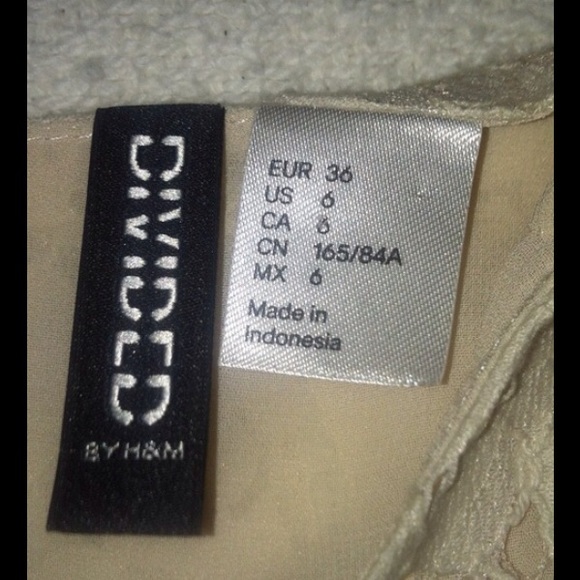 DIVIDED
BY H&M
EUR 36
US 6
CA 6
CN 165/84A
MX 6
Made in
Indonesia